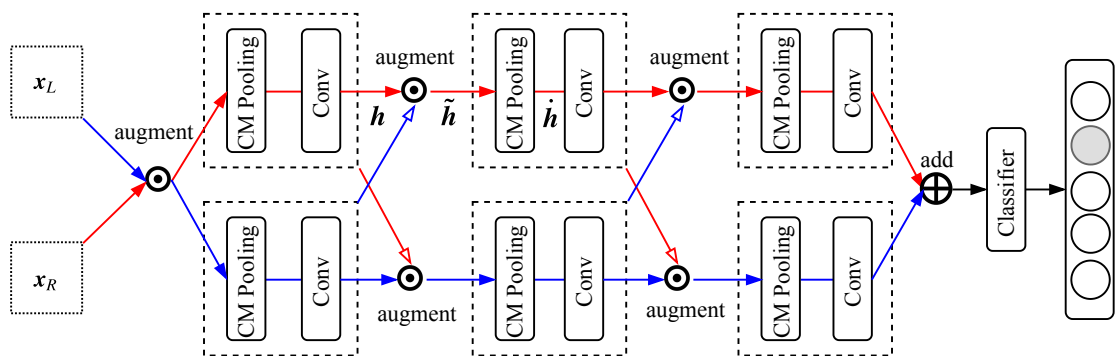 x_L
augment
x_R
CM Pooling
Conv
augment
h
h̃
CM Pooling
ḣ
Conv
augment
CM Pooling
Conv
CM Pooling
Conv
augment
CM Pooling
Conv
augment
CM Pooling
Conv
add
Classifier